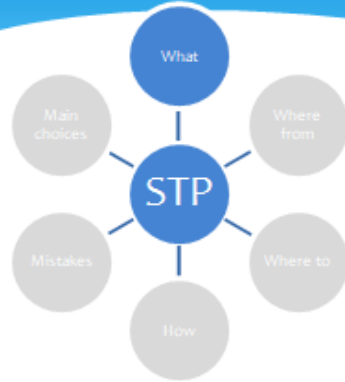 What
Main
choices
Where
from
STP
Mistakes
Where to
How